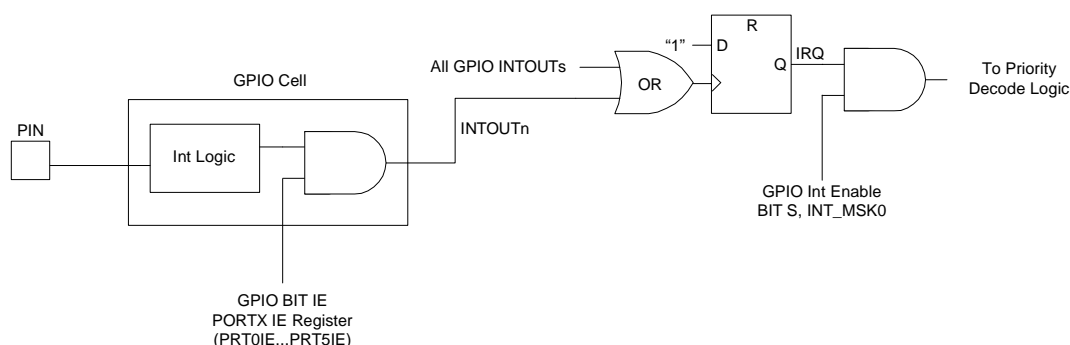 R
"1"
D
IRQ
Q
All GPIO INTOUTs
To Priority
Decode Logic
OR
GPIO Cell
INTOUTn
PIN
Int Logic
GPIO Int Enable
BIT S, INT_MSK0
GPIO BIT IE
PORTX IE Register
(PRT0IE...PRT5IE)